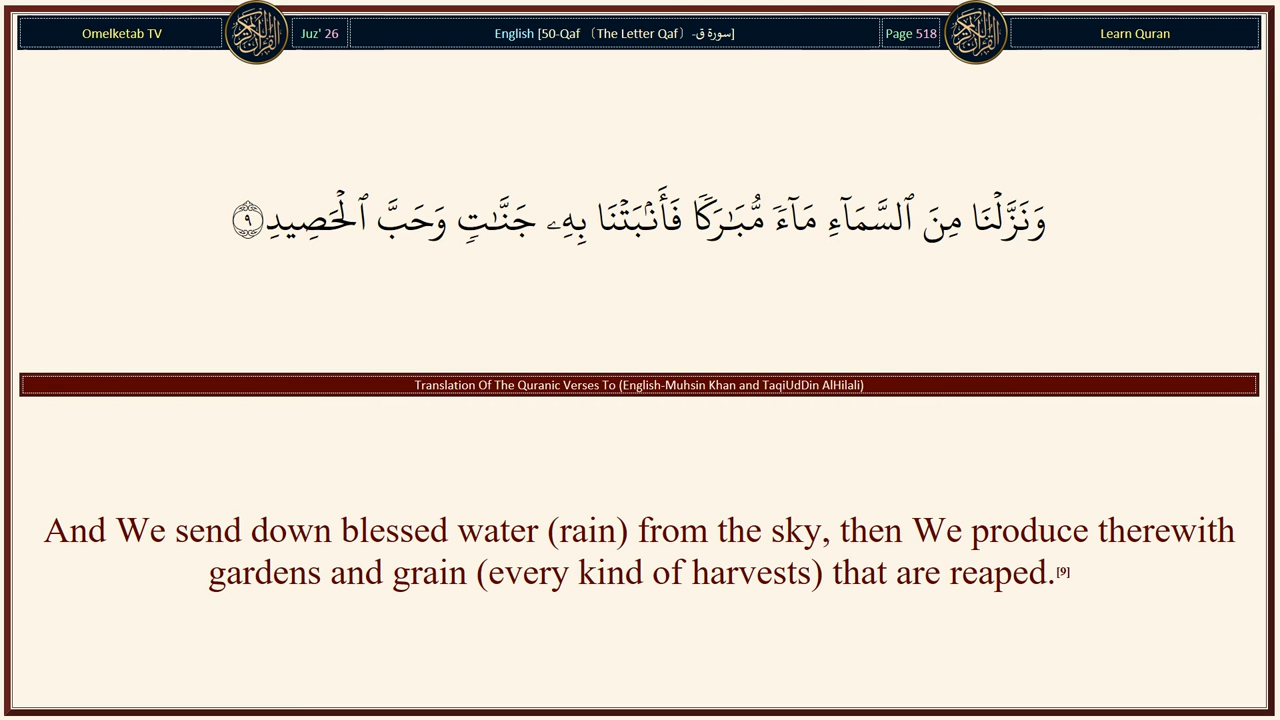 Omelketab TV
Juz' 26
English [50-Qaf 〔The Letter Qaf〕 -سورة ق]
Page 518
Learn Quran
وَنَزَّلْنَا مِنَ ٱلسَّمَآءِ مَآءً مُّبَـٰرَكًا فَأَنۢبَتْنَا بِهِۦ جَنَّـٰتٍ وَحَبَّ ٱلْحَصِيدِ ٩
Translation Of The Quranic Verses To (English-Muhsin Khan and TaqiUdDin AlHilali)
And We send down blessed water (rain) from the sky, then We produce therewith
gardens and grain (every kind of harvests) that are reaped.[9]